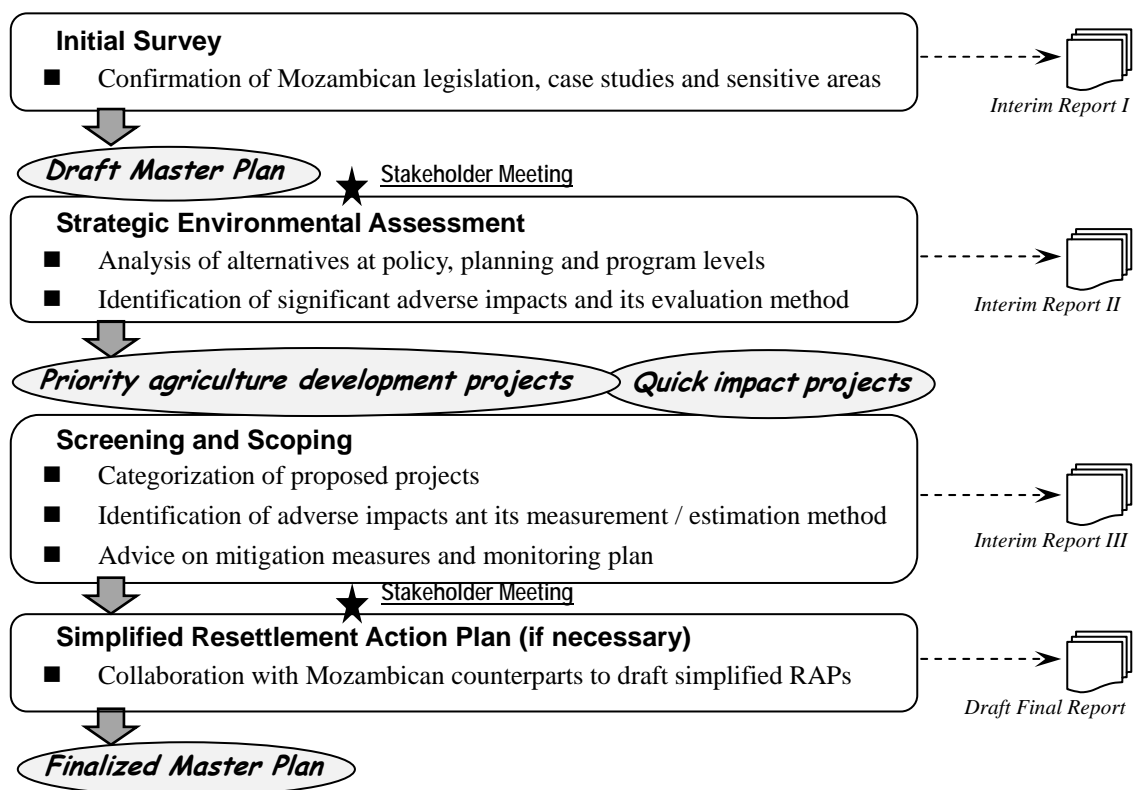 Initial Survey
■ Confirmation of Mozambican legislation, case studies and sensitive areas
Interim Report I
Draft Master Plan
Stakeholder Meeting
Strategic Environmental Assessment
■ Analysis of alternatives at policy, planning and program levels
■ Identification of significant adverse impacts and its evaluation method
Interim Report II
Priority agriculture development projects
Quick impact projects
Screening and Scoping
■ Categorization of proposed projects
■ Identification of adverse impacts ant its measurement / estimation method
■ Advice on mitigation measures and monitoring plan
Interim Report III
Stakeholder Meeting
Simplified Resettlement Action Plan (if necessary)
■ Collaboration with Mozambican counterparts to draft simplified RAPs
Draft Final Report
Finalized Master Plan